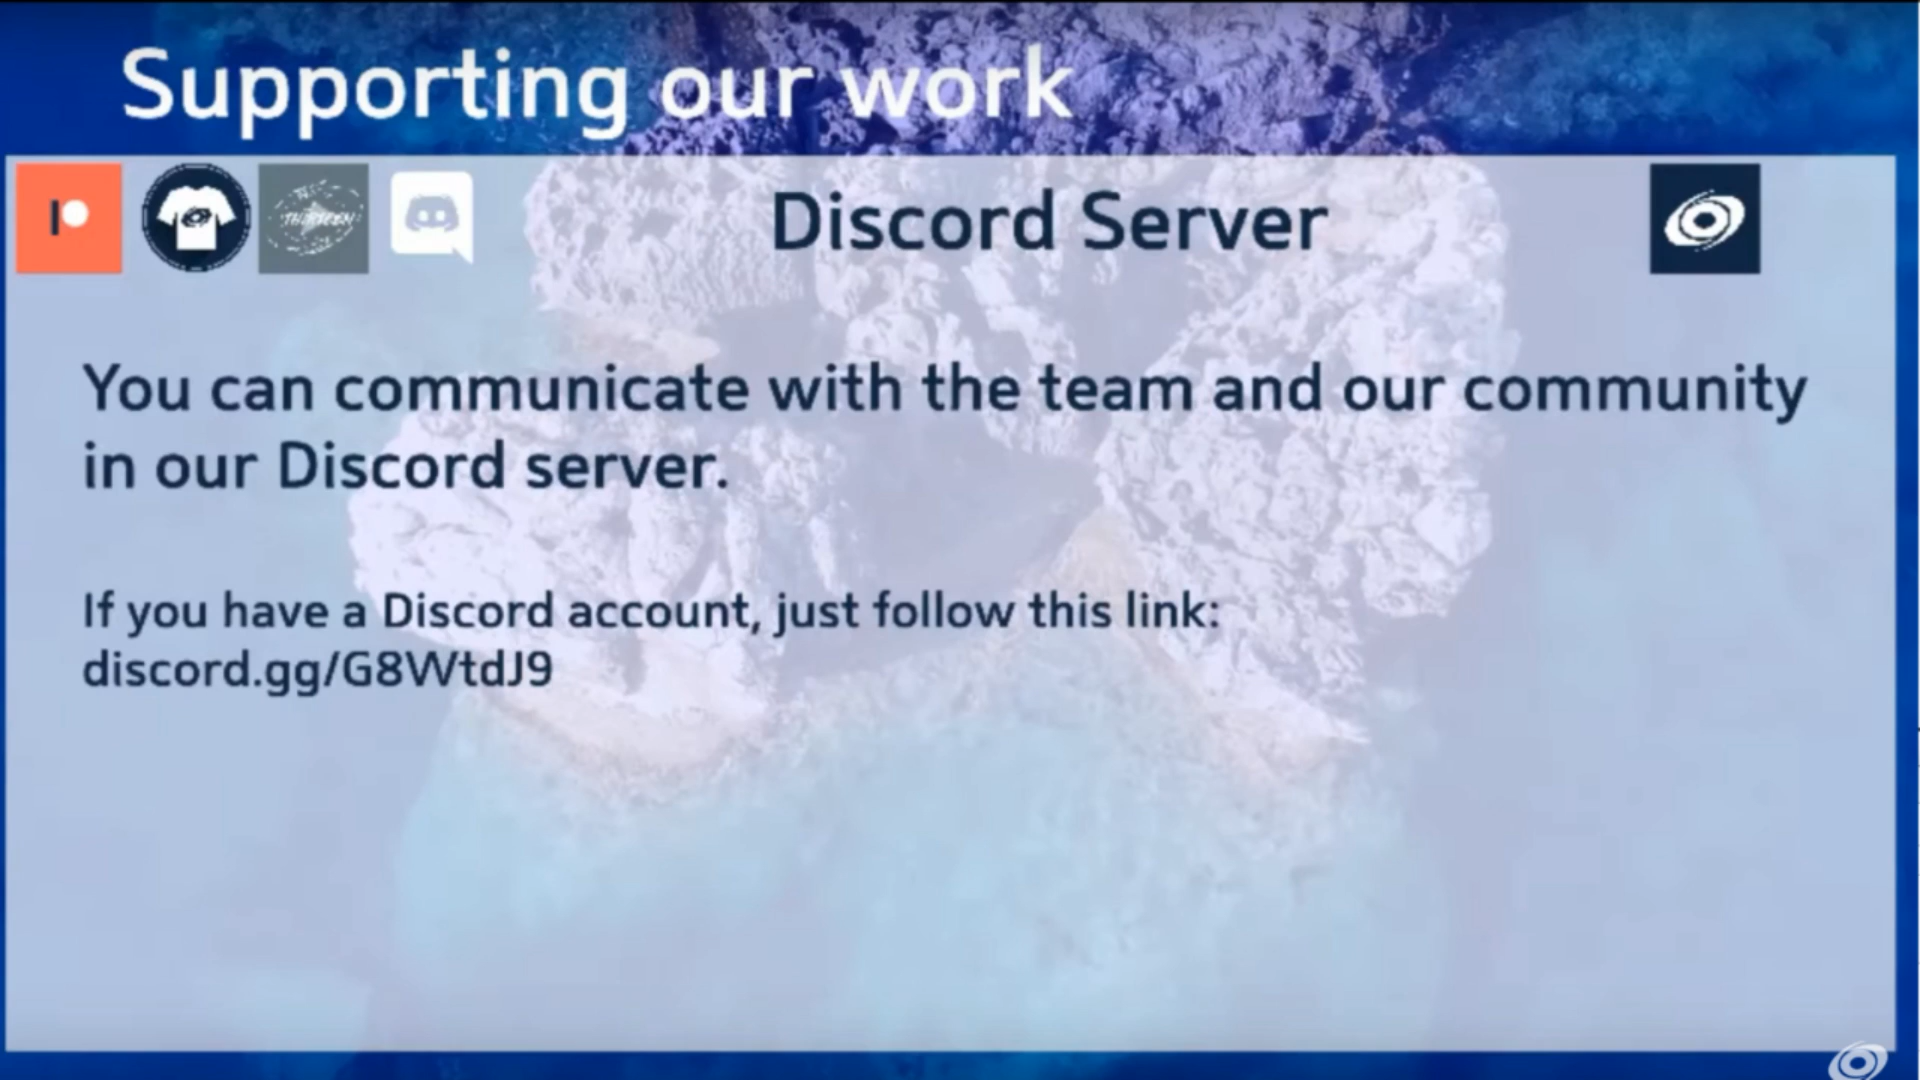 Supporting our work
THIRTEEN
Discord Server
You can communicate with the team and our community
in our Discord server.
If you have a Discord account, just follow this link:
discord.gg/G8WtdJ9